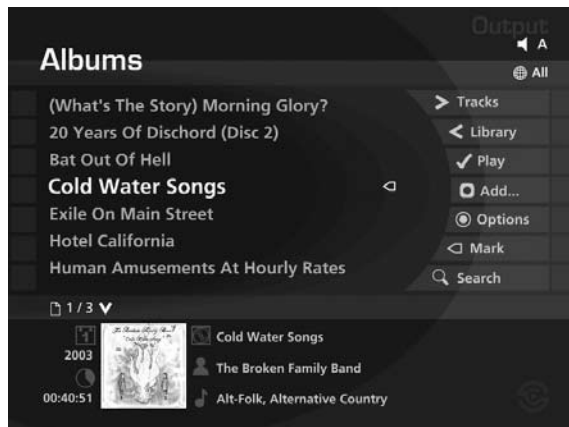 Output
A
Albums
All
(What's The Story) Morning Glory?
20 Years Of Dischord (Disc 2)
Bat Out Of Hell
Cold Water Songs
Exile On Main Street
Hotel California
Human Amusements At Hourly Rates
Tracks
Library
Play
Add...
Options
Mark
Search
1 / 3
2003
00:40:51
Cold Water Songs
The Broken Family Band
Alt-Folk, Alternative Country